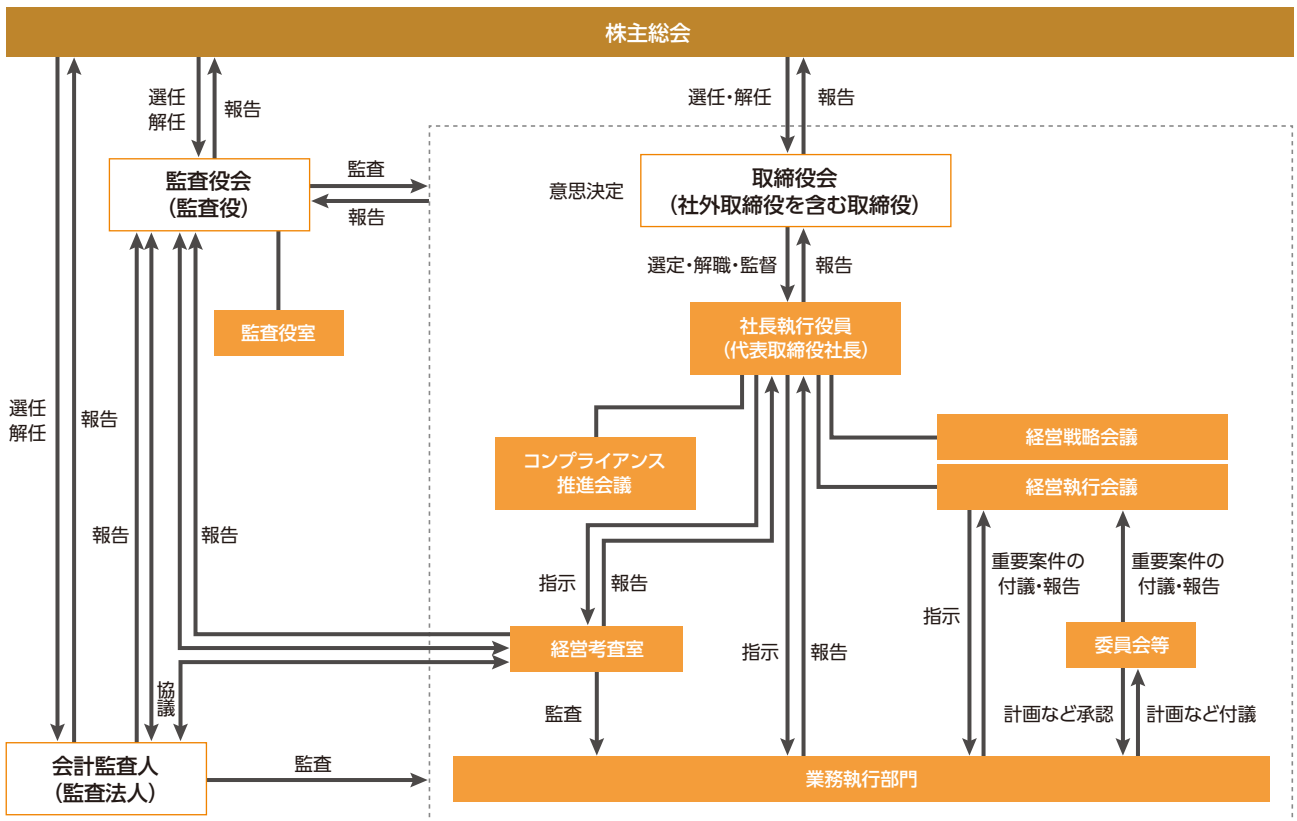 株主総会
選任
解任
報告
選任・解任
報告
監査役会
(監査役)
監査
報告
意思決定
取締役会
(社外取締役を含む取締役)
選定・解職・監督
報告
監査役室
社長執行役員
(代表取締役社長)
選任
解任
報告
経営戦略会議
コンプライアンス
推進会議
経営執行会議
報告
報告
指示
報告
重要案件の
付議・報告
重要案件の
付議・報告
指示
経営考査室
指示
報告
委員会等
協議
監査
計画など承認
計画など付議
会計監査人
(監査法人)
監査
業務執行部門